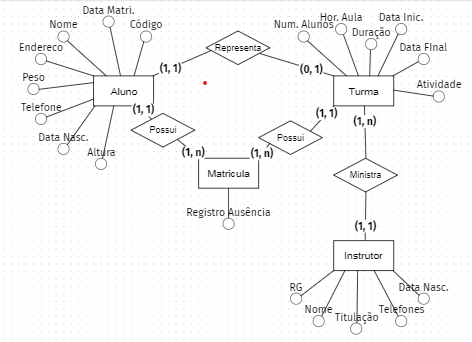 Data Matri.
Nome
Código
Endereco
Peso
Telefone
Data Nasc.
Altura
Aluno
(1, 1)
Representa
(0, 1)
Num. Alunos
Hor. Aula
Duração
Data Inic.
Data FInal
Atividade
Turma
(1, 1)
Possui
(1, n)
Matricula
(1, n)
Possui
(1, 1)
Registro Ausência
(1, n)
Ministra
(1, 1)
Instrutor
RG
Nome
Titulação
Telefones
Data Nasc.